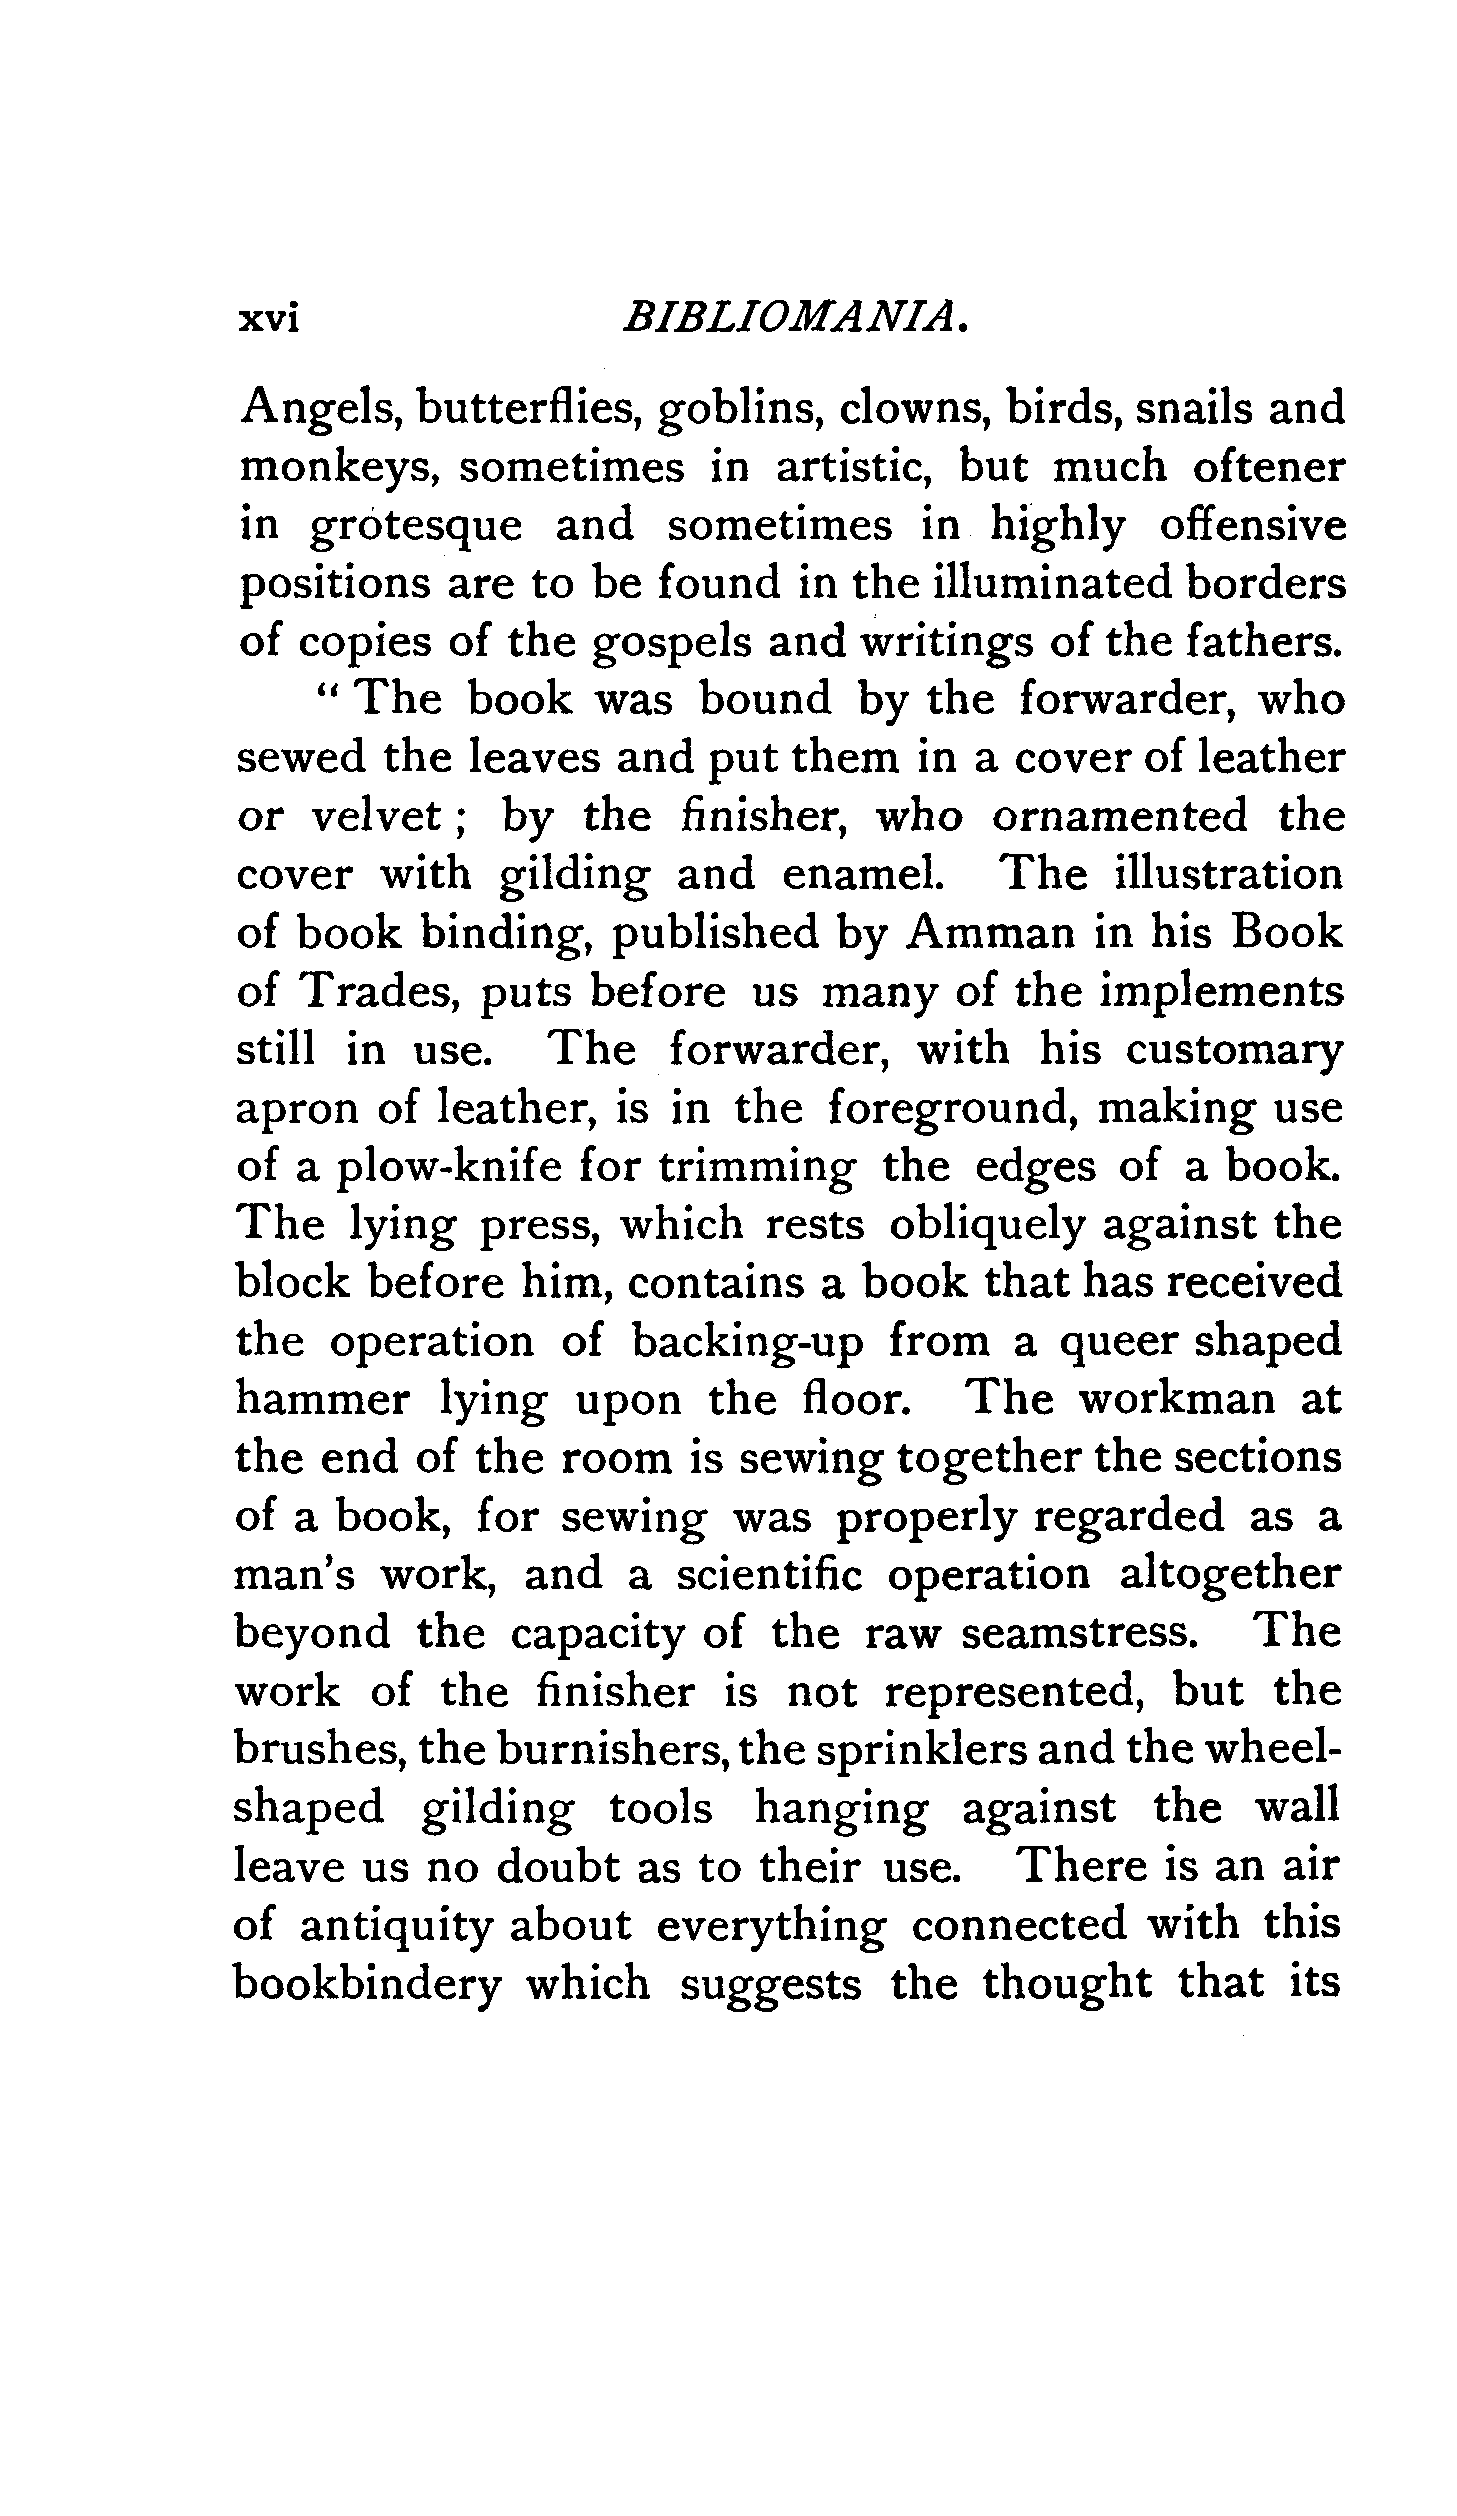 xvi BIBLIOMANIA.
Angels, butterflies, goblins, clowns, birds, snails and
monkeys, sometimes in artistic, but much oftener
in grotesque and sometimes in highly offensive
positions are to be found in the illuminated borders
of copies of the gospels and writings of the fathers.
“ The book was bound by the forwarder, who
sewed the leaves and put them in a cover of leather
or velvet ; by the finisher, who ornamented the
cover with gilding and enamel. The illustration
of book binding, published by Amman in his Book
of Trades, puts before us many of the implements
still in use. The forwarder, with his customary
apron of leather, is in the foreground, making use
of a plow-knife for trimming the edges of a book.
The lying press, which rests obliquely against the
block before him, contains a book that has received
the operation of backing-up from a queer shaped
hammer lying upon the floor. The workman at
the end of the room is sewing together the sections
of a book, for sewing was properly regarded as a
man's work, and a scientific operation altogether
beyond the capacity of the raw seamstress. The
work of the finisher is not represented, but the
brushes, the burnishers, the sprinklers and the wheel-
shaped gilding tools hanging against the wall
leave us no doubt as to their use. There is an air
of antiquity about everything connected with this
bookbindery which suggests the thought that its